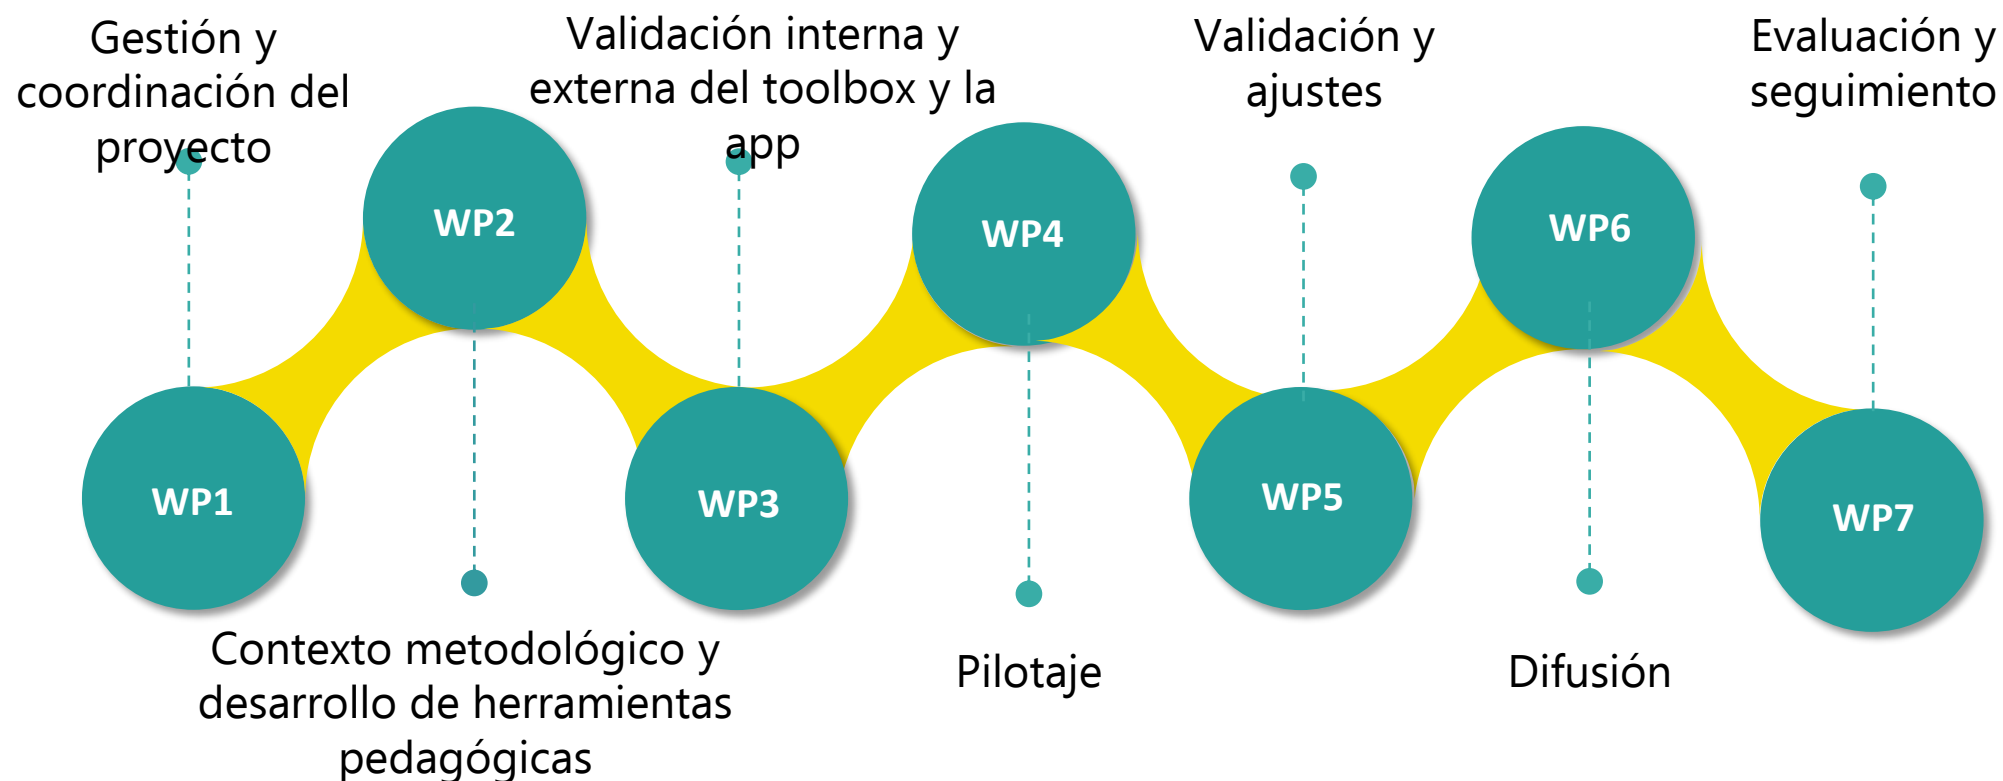 Gestión y
coordinación del
proyecto
Validación interna y
externa del toolbox y la
app
Validación y
ajustes
Evaluación y
seguimiento
WP1
WP2
WP3
WP4
WP5
WP6
WP7
Contexto metodológico y
desarrollo de herramientas
pedagógicas
Pilotaje
Difusión